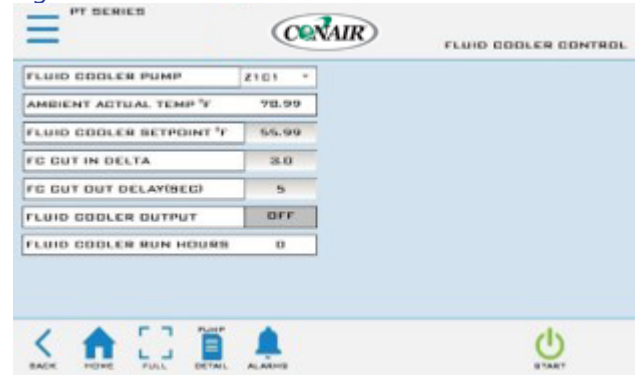 PT SERIES
CONAIR
FLUID COOLER CONTROL
FLUID COOLER PUMP Z1C1
AMBIENT ACTUAL TEMP °F 78.99
FLUID COOLER SETPOINT °F 55.99
FC CUT IN DELTA 3.0
FC CUT OUT DELAY(SEC) 5
FLUID COOLER OUTPUT OFF
FLUID COOLER RUN HOURS 0
PUMP
BACK HOME FULL DETAIL ALARMS START